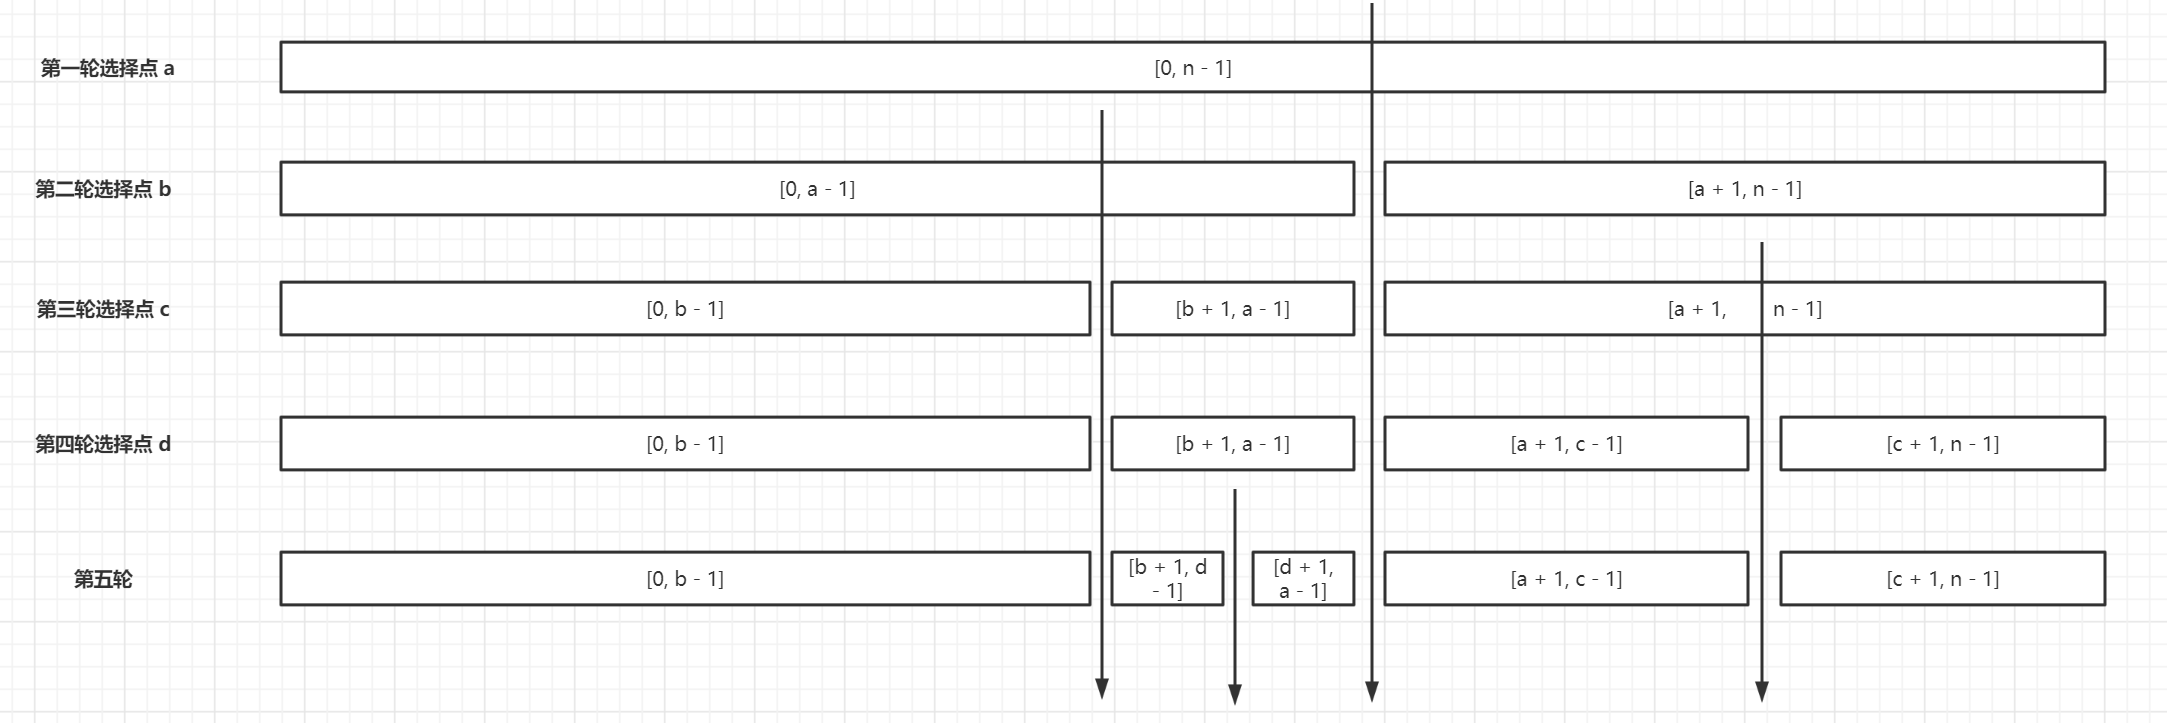 第一轮选择点 a
[0, n - 1]
第二轮选择点 b
[0, a - 1]
[a + 1, n - 1]
第三轮选择点 c
[0, b - 1]
[b + 1, a - 1]
[a + 1, n - 1]
第四轮选择点 d
[0, b - 1]
[b + 1, a - 1]
[a + 1, c - 1]
[c + 1, n - 1]
第五轮
[0, b - 1]
[b + 1, d
- 1]
[d + 1,
a - 1]
[a + 1, c - 1]
[c + 1, n - 1]